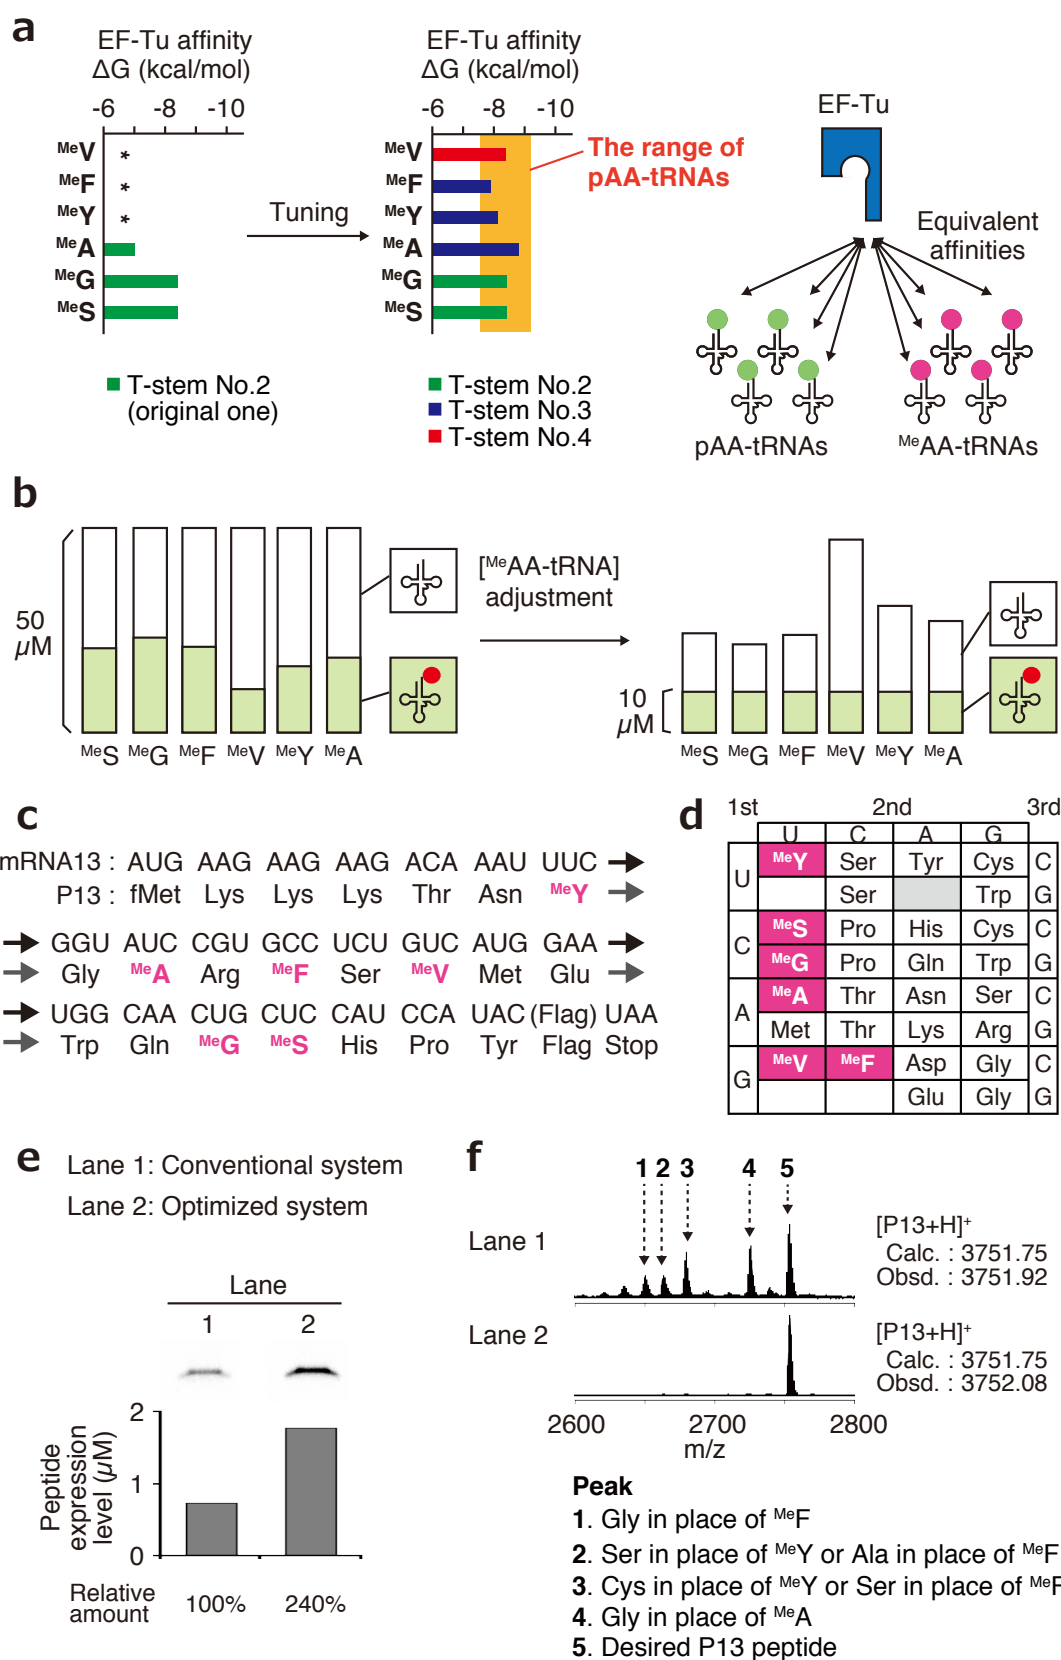 a
EF-Tu affinity
ΔG (kcal/mol)
-6 -8 -10
MeV *
MeF *
MeY *
MeA
MeG
MeS
T-stem No.2
(original one)
Tuning
EF-Tu affinity
ΔG (kcal/mol)
-6 -8 -10
MeV
MeF
MeY
MeA
MeG
MeS
The range of
pAA-tRNAs
T-stem No.2
T-stem No.3
T-stem No.4
EF-Tu
Equivalent
affinities
pAA-tRNAs
MeAA-tRNAs
b
50
µM
MeS MeG MeF MeV MeY MeA
[MeAA-tRNA]
adjustment
10
µM
MeS MeG MeF MeV MeY MeA
c
mRNA13 : AUG AAG AAG AAG ACA AAU UUC
P13 : fMet Lys Lys Lys Thr Asn MeY
GGU AUC CGU GCC UCU GUC AUG GAA
Gly MeA Arg MeF Ser MeV Met Glu
UGG CAA CUG CUC CAU CCA UAC (Flag) UAA
Trp Gln MeG MeS His Pro Tyr Flag Stop
d
1st 2nd 3rd
U C A G
U MeY Ser Tyr Cys C
Ser Trp G
C MeS Pro His Cys C
MeG Pro Gln Trp G
A MeA Thr Asn Ser C
Met Thr Lys Arg G
G MeV MeF Asp Gly C
Glu Gly G
e
Lane 1: Conventional system
Lane 2: Optimized system
Lane
1 2
Peptide
expression
level (µM)
2
1
0
Relative
amount
100% 240%
f
1 2 3 4 5
Lane 1
[P13+H]+
Calc. : 3751.75
Obsd. : 3751.92
Lane 2
[P13+H]+
Calc. : 3751.75
Obsd. : 3752.08
2600 2700 2800
m/z
Peak
1. Gly in place of MeF
2. Ser in place of MeY or Ala in place of MeF
3. Cys in place of MeY or Ser in place of MeF
4. Gly in place of MeA
5. Desired P13 peptide